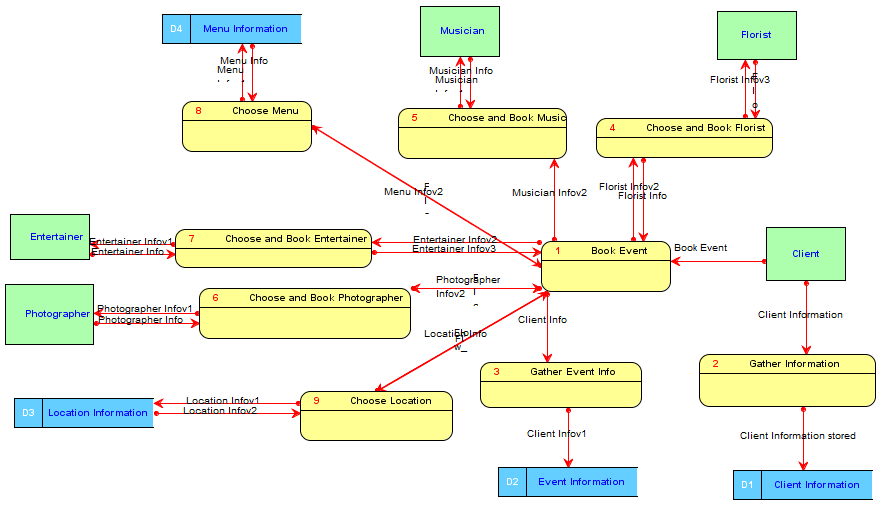 D4 Menu Information
Musician
Florist
Menu Info
Menu
Musician Info
Musician
Florist Infov3
8 Choose Menu
5 Choose and Book Music
4 Choose and Book Florist
Menu Infov2
Musician Infov2
Florist Infov2
Florist Info
Entertainer
Entertainer Infov1
Entertainer Info
7 Choose and Book Entertainer
Entertainer Infov2
Entertainer Infov3
1 Book Event
Book Event
Client
Photographer
Photographer Infov1
Photographer Info
6 Choose and Book Photographer
Photographer
Infov2
Client Info
Location Info
Client Information
3 Gather Event Info
2 Gather Information
D3 Location Information
Location Infov1
Location Infov2
9 Choose Location
Client Infov1
Client Information stored
D2 Event Information
D1 Client Information